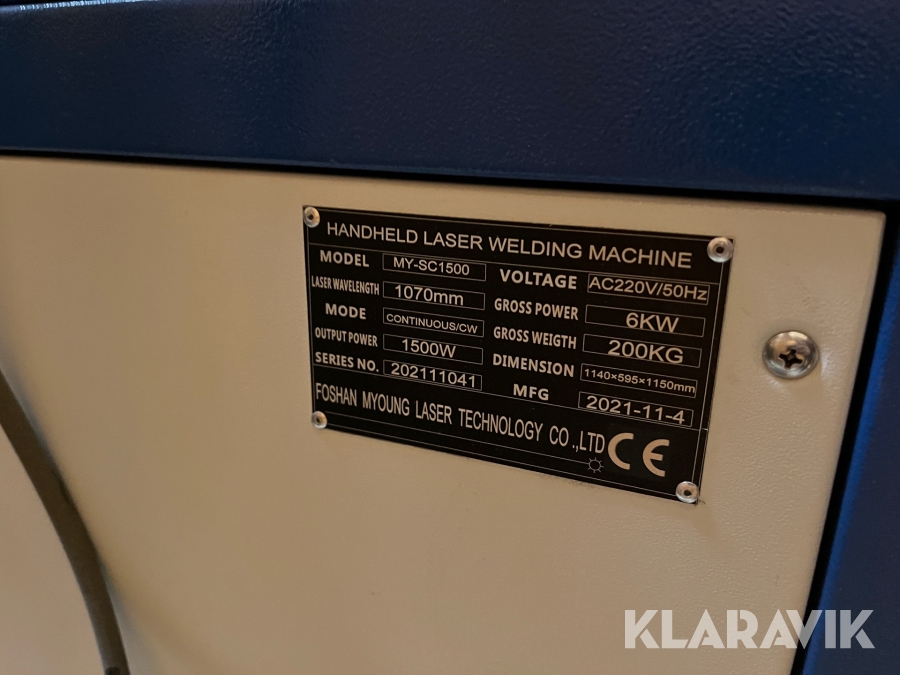 HANDHELD LASER WELDING MACHINE
MODEL MY-SC1500 VOLTAGE AC220V/50Hz
LASER WAVELENGTH 1070mm GROSS POWER 6KW
MODE CONTINUOUS/CW GROSS WEIGTH 200KG
OUTPUT POWER 1500W DIMENSION 1140×595×1150mm
SERIES NO. 202111041 MFG 2021-11-4
FOSHAN MYOUNG LASER TECHNOLOGY CO.,LTD CE
KLARAVIK